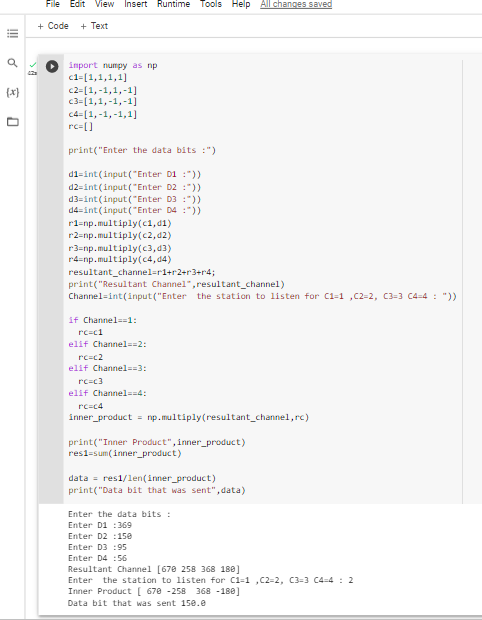 File Edit View Insert Runtime Tools Help All changes saved
+ Code + Text
import numpy as np
c1=[1,1,1,1]
c2=[1,-1,1,-1]
c3=[1,1,-1,-1]
c4=[1,-1,-1,1]
rc=[]
print("Enter the data bits :")
d1=int(input("Enter D1 :"))
d2=int(input("Enter D2 :"))
d3=int(input("Enter D3 :"))
d4=int(input("Enter D4 :"))
r1=np.multiply(c1,d1)
r2=np.multiply(c2,d2)
r3=np.multiply(c3,d3)
r4=np.multiply(c4,d4)
resultant_channel=r1+r2+r3+r4;
print("Resultant Channel",resultant_channel)
Channel=int(input("Enter  the station to listen for C1=1 ,C2=2, C3=3 C4=4 : "))
if Channel==1:
  rc=c1
elif Channel==2:
  rc=c2
elif Channel==3:
  rc=c3
elif Channel==4:
  rc=c4
inner_product = np.multiply(resultant_channel,rc)
print("Inner Product",inner_product)
res1=sum(inner_product)
data = res1/len(inner_product)
print("Data bit that was sent",data)
Enter the data bits :
Enter D1 :369
Enter D2 :150
Enter D3 :95
Enter D4 :56
Resultant Channel [670 258 368 180]
Enter  the station to listen for C1=1 ,C2=2, C3=3 C4=4 : 2
Inner Product [ 670 -258  368 -180]
Data bit that was sent 150.0